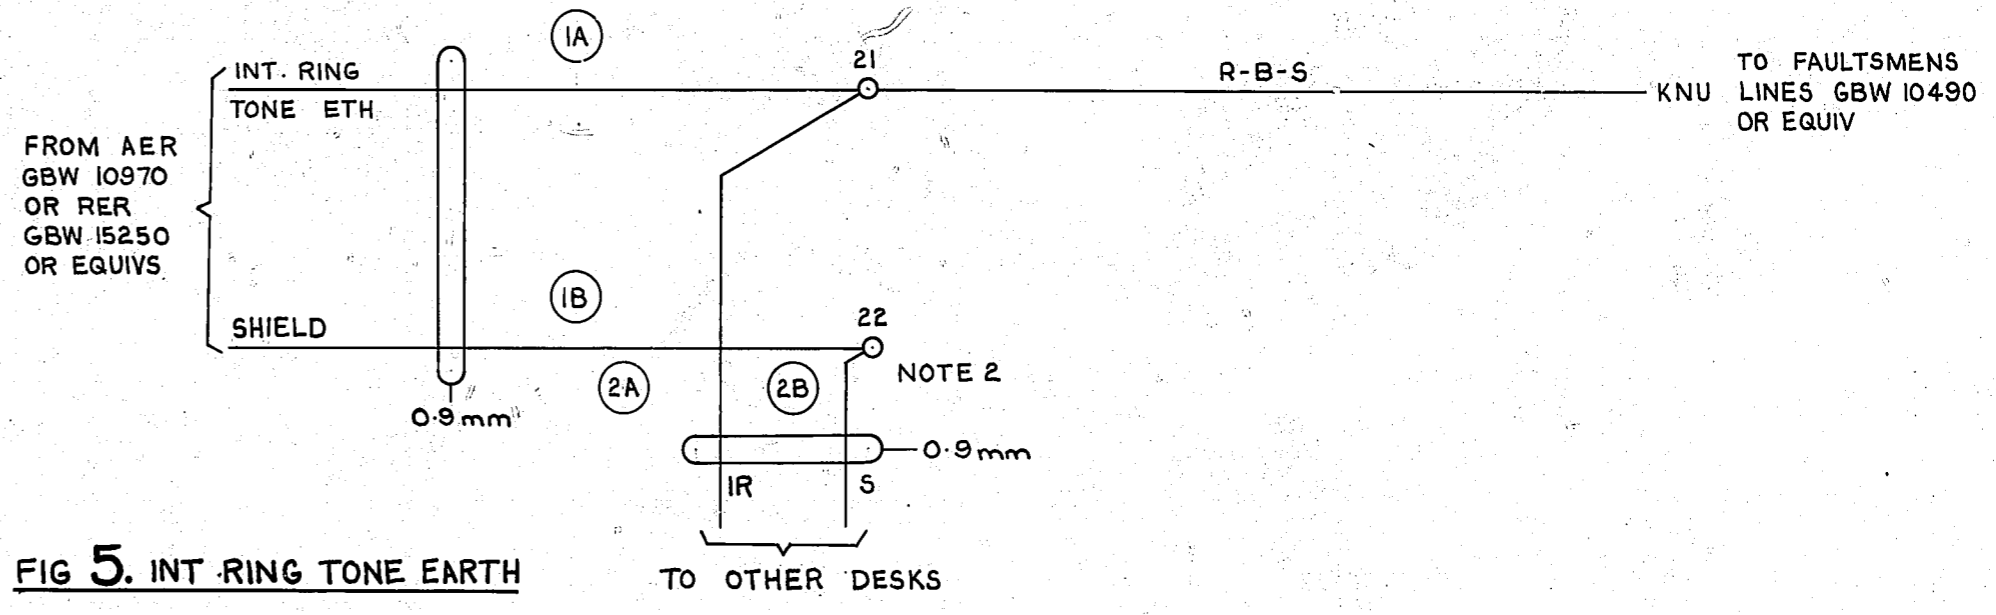 1A
INT. RING
TONE ETH
21
R-B-S
KNU
TO FAULTSMENS
LINES GBW 10490
OR EQUIV
FROM AER
GBW 10970
OR RER
GBW 15250
OR EQUIVS.
1B
SHIELD
22
NOTE 2
2A
2B
0.9mm
0.9mm
IR
S
TO OTHER DESKS
FIG 5. INT RING TONE EARTH